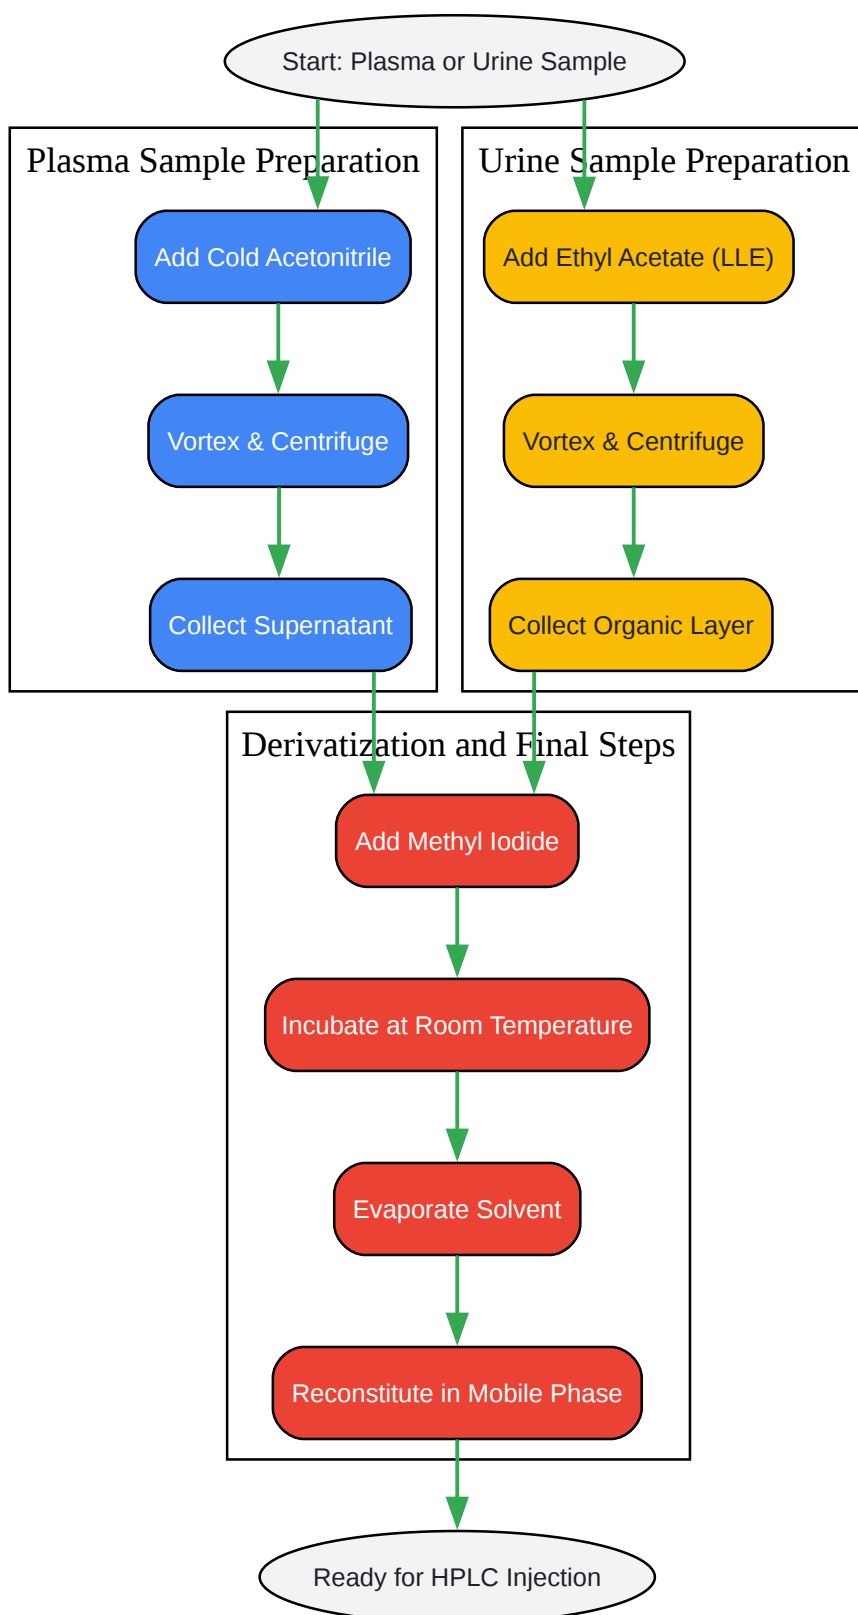 Start: Plasma or Urine Sample
Plasma Sample Preparation
Add Cold Acetonitrile
Vortex & Centrifuge
Collect Supernatant
Urine Sample Preparation
Add Ethyl Acetate (LLE)
Vortex & Centrifuge
Collect Organic Layer
Derivatization and Final Steps
Add Methyl Iodide
Incubate at Room Temperature
Evaporate Solvent
Reconstitute in Mobile Phase
Ready for HPLC Injection